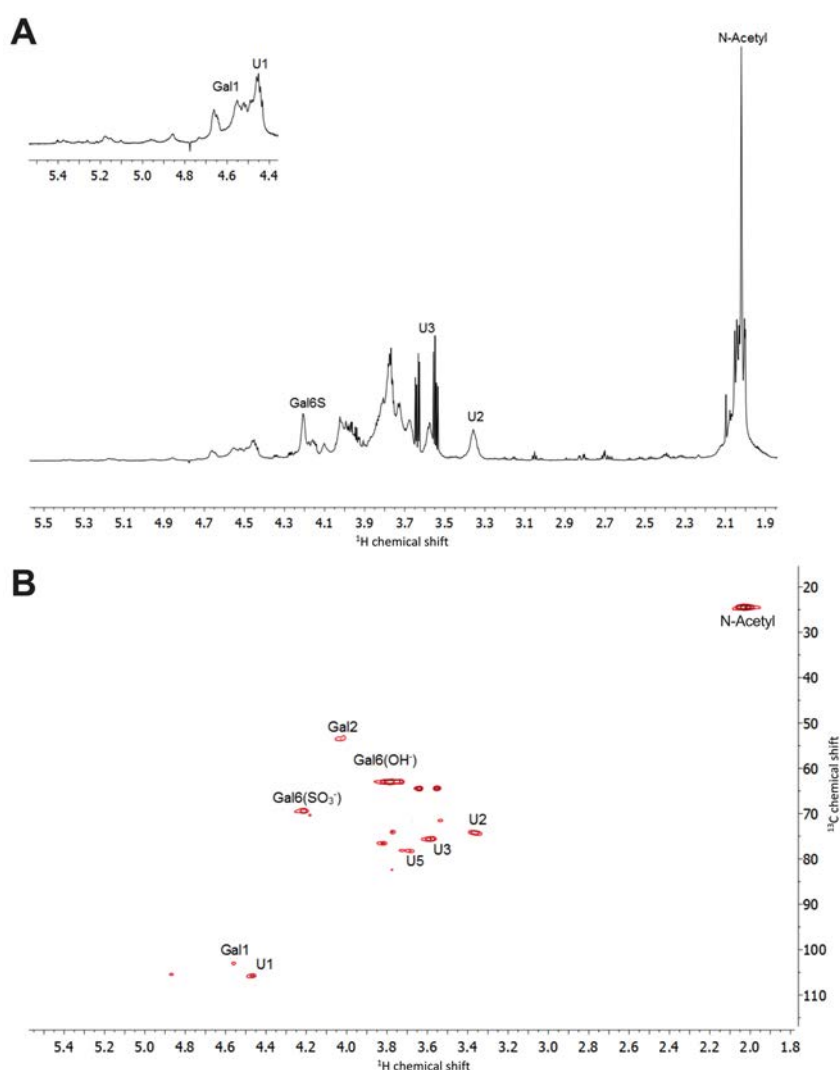 A
N-Acetyl
U1
Gal1
5.4 5.2 5.0 4.8 4.6 4.4
U3
Gal6S
U2
5.5 5.3 5.1 4.9 4.7 4.5 4.3 4.1 3.9 3.7 3.5 3.3 3.1 2.9 2.7 2.5 2.3 2.1 1.9
¹H chemical shift
B
20
N-Acetyl
30
40
Gal2
50
Gal6(OH⁻)
60
Gal6(SO₃⁻)
70
U2
U3
U5
80
90
Gal1
100
U1
110
¹³C chemical shift
5.4 5.2 5.0 4.8 4.6 4.4 4.2 4.0 3.8 3.6 3.4 3.2 3.0 2.8 2.6 2.4 2.2 2.0 1.8
¹H chemical shift